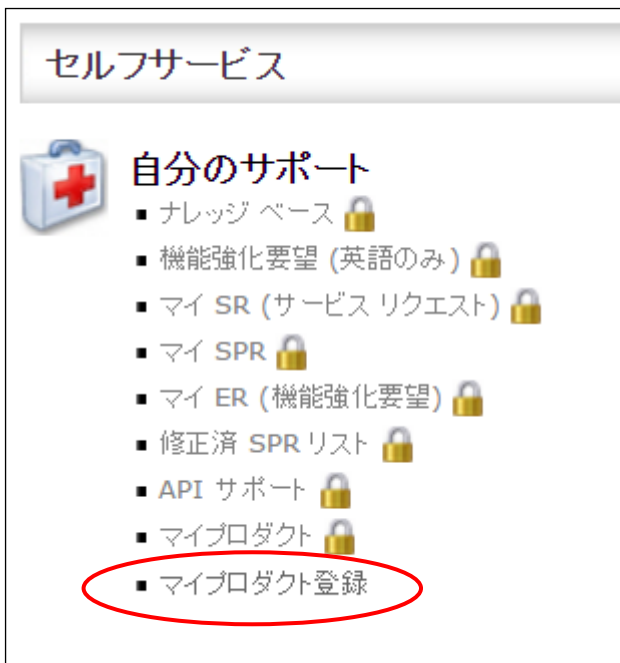 セルフサービス
自分のサポート
ナレッジ ベース
機能強化要望 (英語のみ)
マイ SR (サービス リクエスト)
マイ SPR
マイ ER (機能強化要望)
修正済 SPR リスト
API サポート
マイプロダクト
マイプロダクト登録